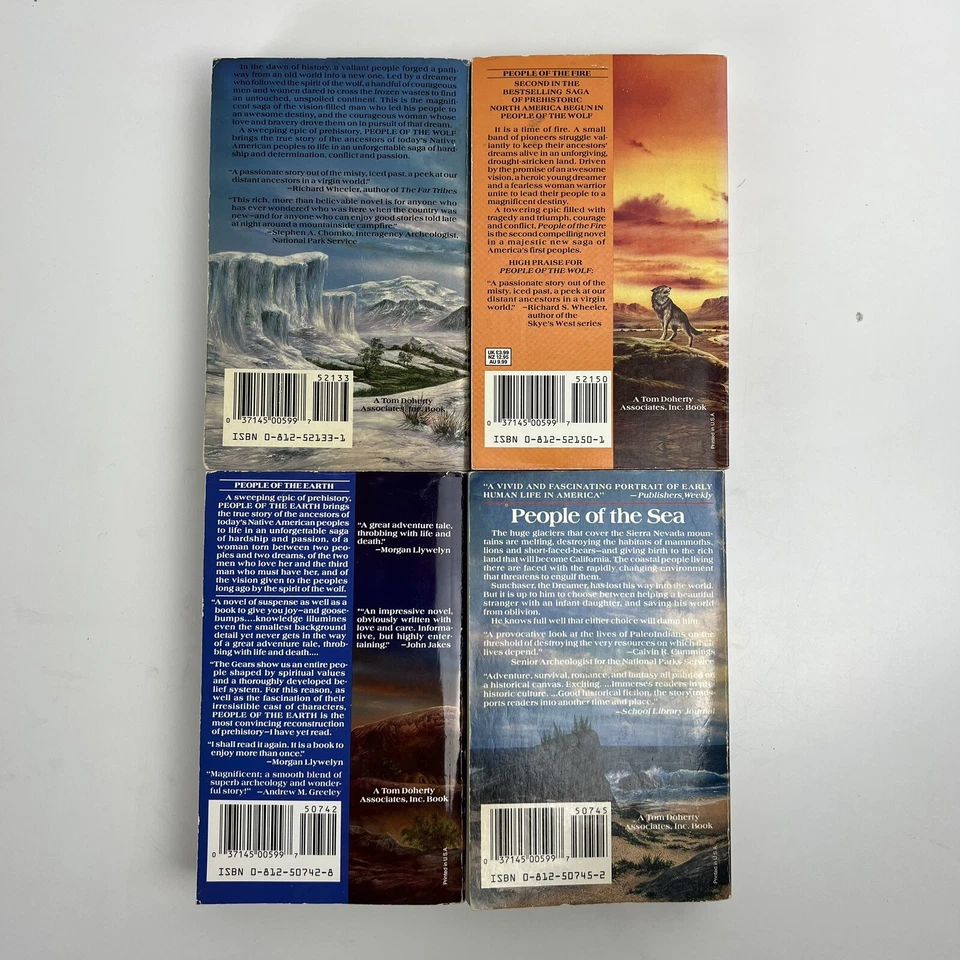 In the dawn of history, a valiant people forged a path-
way from an old world into a new one. Led by a dreamer
who followed the spirit of the wolf, a handful of courageous
men and women dared to cross the frozen wastes to find
an untouched, unspoiled continent. This is the magnifi-
cent saga of the vision-filled man who led his people to
an awesome destiny, and the courageous woman whose
love and bravery drove them on in pursuit of that dream.
A sweeping epic of prehistory, PEOPLE OF THE WOLF
brings the true story of the ancestors of today's Native
American peoples to life in an unforgettable saga of hard-
ship and determination, conflict and passion.
"A passionate story out of the misty, iced past, a peek at our
distant ancestors in a virgin world."
—Richard Wheeler, author of The Far Tribes
"This rich, more than believable novel is for anyone who
has ever wondered who was here when the country was
new—and for anyone who can enjoy good stories told late
at night around a mountainside campfire."
—Stephen A. Chomko, Interagency Archeologist,
National Park Service
52133
0 37145 00599 7
ISBN 0-812-52133-1
A Tom Doherty
Associates, Inc. Book
PEOPLE OF THE FIRE
SECOND IN THE
BESTSELLING SAGA
OF PREHISTORIC
NORTH AMERICA BEGUN IN
PEOPLE OF THE WOLF
It is a time of fire. A small
band of pioneers struggle val-
iantly to keep their ancestors'
dreams alive in an unforgiving,
drought-stricken land. Driven
by the promise of an awesome
vision, a heroic young dreamer
and a fearless woman warrior
unite to lead their people to a
magnificent destiny.
A towering epic filled with
tragedy and triumph, courage
and conflict, People of the Fire
is the second compelling novel
in a majestic new saga of
America's first peoples.
HIGH PRAISE FOR
PEOPLE OF THE WOLF:
"A passionate story out of the
misty, iced past, a peek at our
distant ancestors in a virgin
world." —Richard S. Wheeler,
author of the
Skye's West series
UK £3.99
NZ 12.95
AU 9.99
52150
0 37145 00599 7
ISBN 0-812-52150-1
A Tom Doherty
Associates, Inc. Book
Printed in U.S.A.
PEOPLE OF THE EARTH
A sweeping epic of prehistory,
PEOPLE OF THE EARTH brings
the true story of the ancestors of
today's Native American peoples
to life in an unforgettable saga
of hardship and passion, of a
woman torn between two peo-
ples and two dreams, of the two
men who love her and the third
man who must have her, and of
the vision given to the peoples
long ago by the spirit of the wolf.
"A novel of suspense as well as a
book to give you joy—and goose-
bumps....knowledge illumines
even the smallest background
detail yet never gets in the way
of a great adventure tale, throb-
bing with life and death....
"The Gears show us an entire peo-
ple shaped by spiritual values
and a thoroughly developed be-
lief system. For this reason, as
well as the fascination of their
irresistible cast of characters,
PEOPLE OF THE EARTH is the
most convincing reconstruction
of prehistory—I have yet read.
"I shall read it again. It is a book to
enjoy more than once."
—Morgan Llywelyn
"Magnificent: a smooth blend of
superb archeology and wonder-
ful story!" —Andrew M. Greeley
"A great adventure tale,
throbbing with life and
death."
—Morgan Llywelyn
"An impressive novel,
obviously written with
love and care. Informa-
tive, but highly enter-
taining." —John Jakes
50742
0 37145 00599 7
ISBN 0-812-50742-8
A Tom Doherty
Associates, Inc. Book
Printed in U.S.A.
"A VIVID AND FASCINATING PORTRAIT OF EARLY
HUMAN LIFE IN AMERICA" —Publishers Weekly
People of the Sea
The huge glaciers that cover the Sierra Nevada moun-
tains are melting, destroying the habitats of mammoths,
lions and short-faced-bears—and giving birth to the rich
land that will become California. The coastal people living
there are faced with the rapidly changing environment
that threatens to engulf them.
Sunchaser, the Dreamer, has lost his way into the world.
But it is up to him to choose between helping a beautiful
stranger with an infant daughter, and saving his world
from oblivion.
He knows full well that either choice will damn him.
"A provocative look at the lives of PaleoIndians on the
threshold of destroying the very resources on which their
lives depend." —Calvin R. Cummings
Senior Archeologist for the National Parks Service
"Adventure, survival, romance, and fantasy all painted on
a historical canvas. Exciting. ...Immerses readers in pre-
historic culture. ...Good historical fiction, the story trans-
ports readers into another time and place."
—School Library Journal
50745
0 37145 00599 7
ISBN 0-812-50745-2
A Tom Doherty
Associates, Inc. Book
Printed in U.S.A.